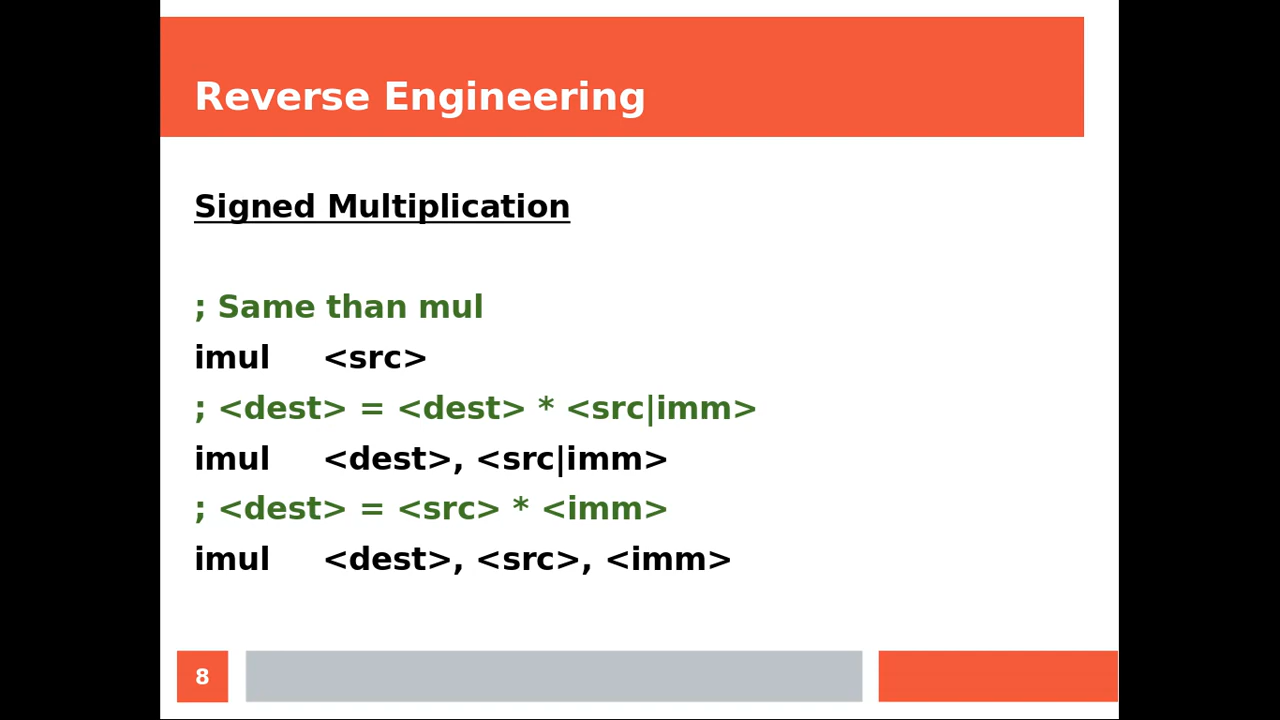 Reverse Engineering
Signed Multiplication
; Same than mul
imul <src>
; <dest> = <dest> * <src|imm>
imul <dest>, <src|imm>
; <dest> = <src> * <imm>
imul <dest>, <src>, <imm>
8